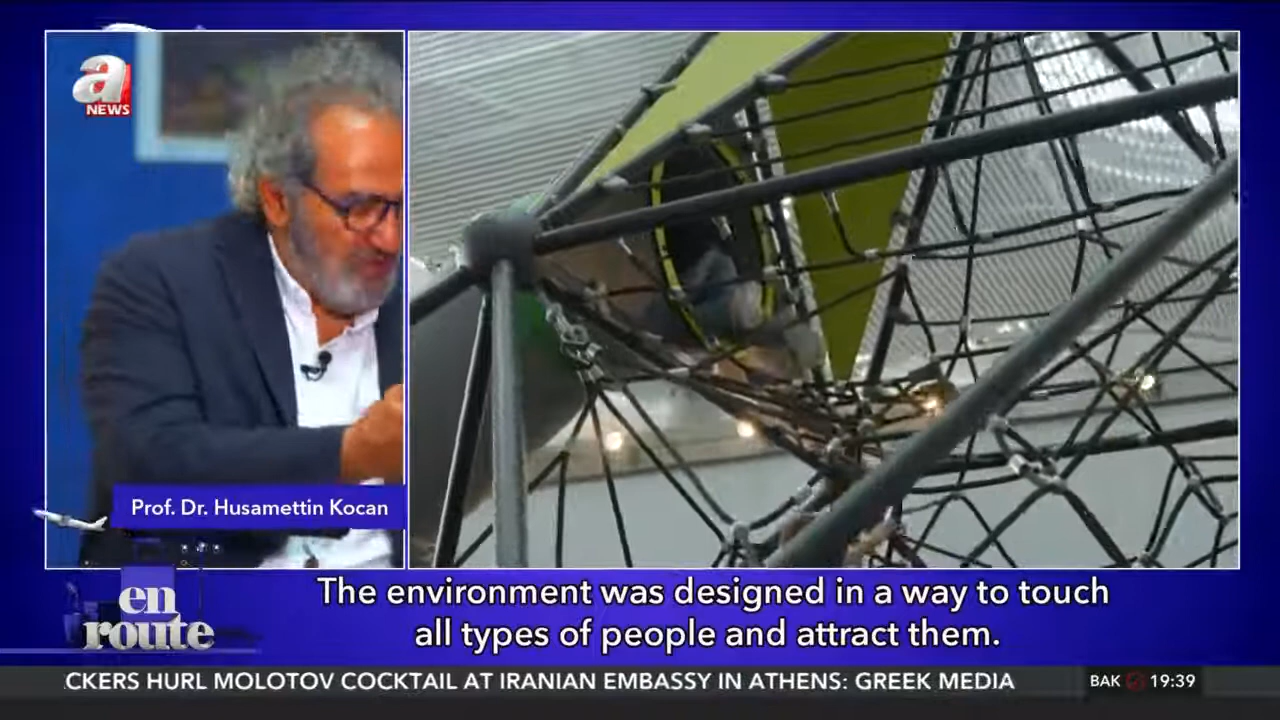 a
NEWS
Prof. Dr. Husamettin Kocan
en
route
The environment was designed in a way to touch
all types of people and attract them.
CKERS HURL MOLOTOV COCKTAIL AT IRANIAN EMBASSY IN ATHENS: GREEK MEDIA
BAK 19:39